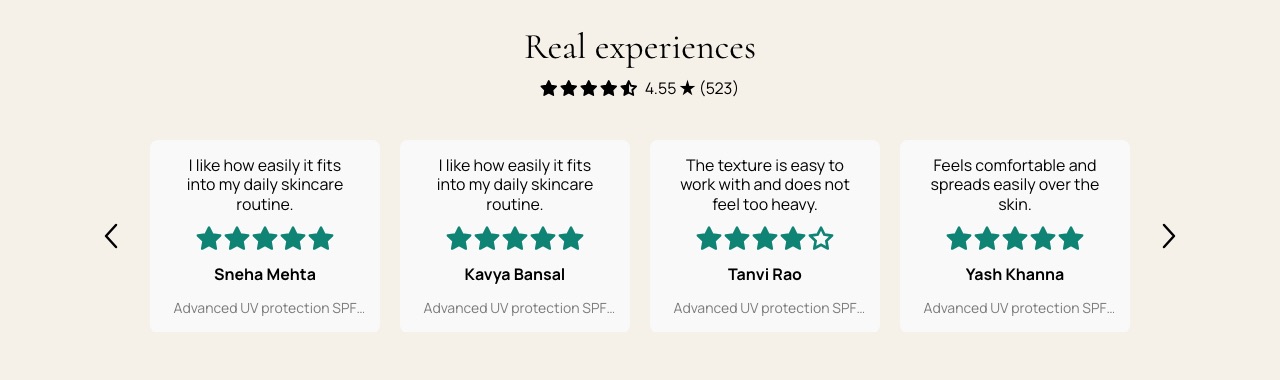 Real experiences
4.55 ★ (523)
I like how easily it fits
into my daily skincare
routine.
Sneha Mehta
Advanced UV protection SPF...
I like how easily it fits
into my daily skincare
routine.
Kavya Bansal
Advanced UV protection SPF...
The texture is easy to
work with and does not
feel too heavy.
Tanvi Rao
Advanced UV protection SPF...
Feels comfortable and
spreads easily over the
skin.
Yash Khanna
Advanced UV protection SPF...